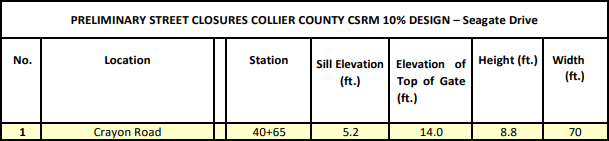 PRELIMINARY STREET CLOSURES COLLIER COUNTY CSRM 10% DESIGN – Seagate Drive
No. Location Station Sill Elevation (ft.) Elevation of Top of Gate (ft.) Height (ft.) Width (ft.)
1 Crayon Road 40+65 5.2 14.0 8.8 70